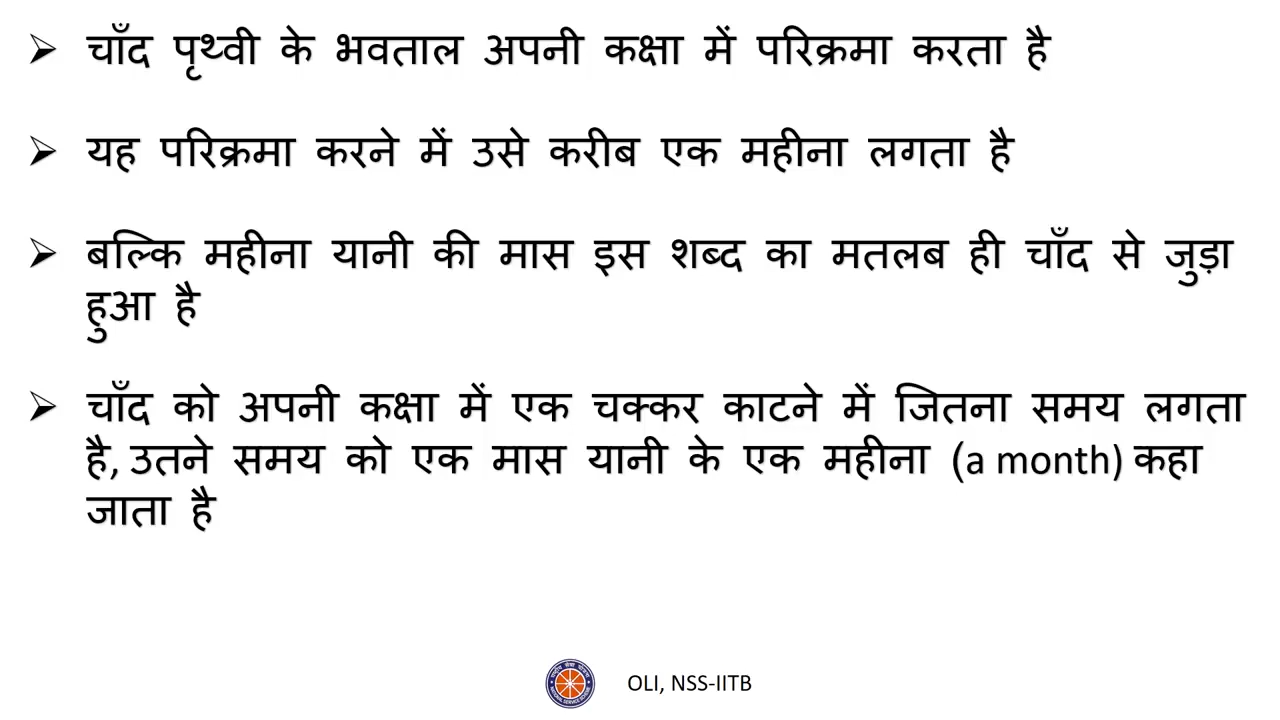 ➢ चाँद पृथ्वी के भवताल अपनी कक्षा में परिक्रमा करता है
➢ यह परिक्रमा करने में उसे करीब एक महीना लगता है
➢ बल्कि महीना यानी की मास इस शब्द का मतलब ही चाँद से जुड़ा
हुआ है
➢ चाँद को अपनी कक्षा में एक चक्कर काटने में जितना समय लगता
है, उतने समय को एक मास यानी के एक महीना (a month) कहा
जाता है
OLI, NSS-IITB